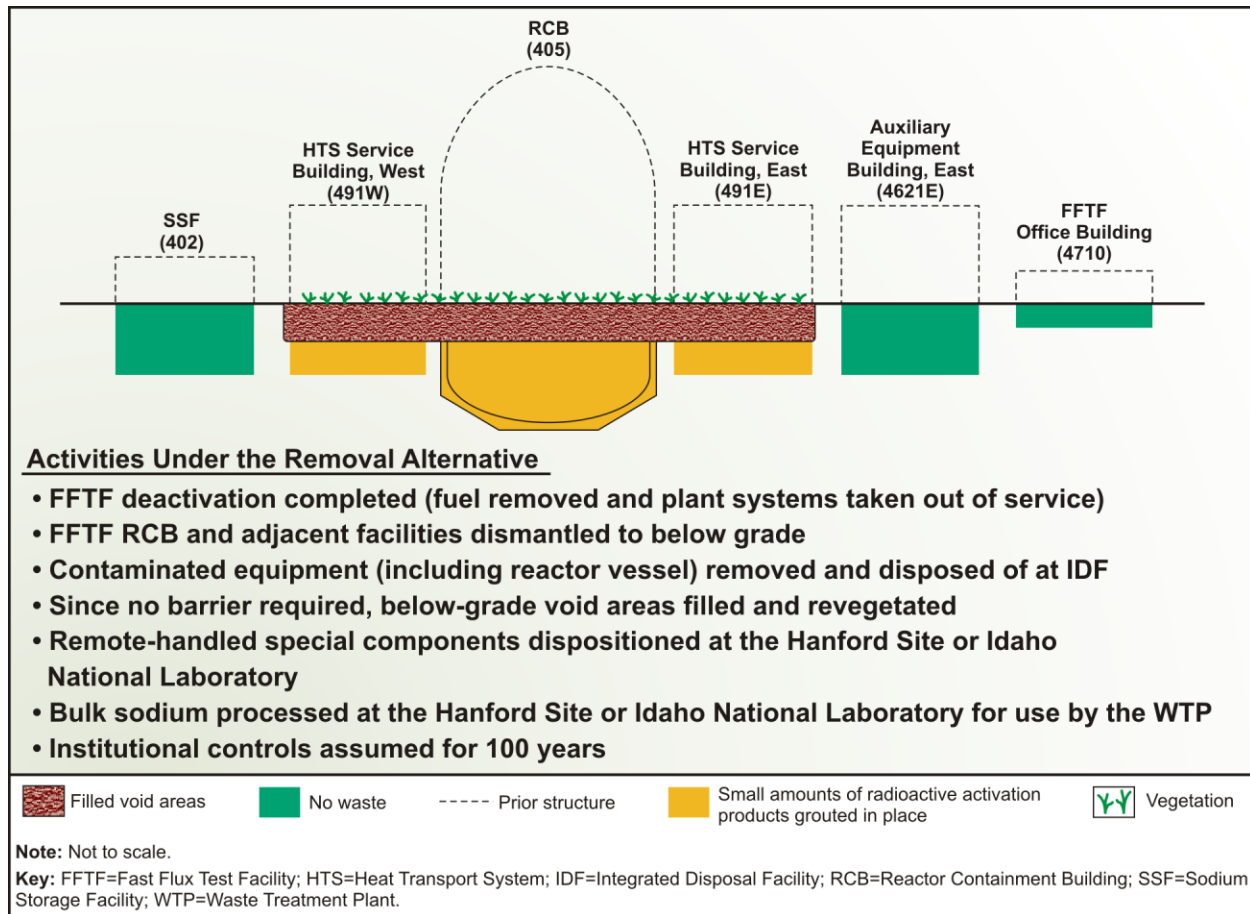 RCB
(405)
HTS Service
Building, West
(491W)
HTS Service
Building, East
(491E)
Auxiliary
Equipment
Building, East
(4621E)
SSF
(402)
FFTF
Office Building
(4710)
Activities Under the Removal Alternative
• FFTF deactivation completed (fuel removed and plant systems taken out of service)
• FFTF RCB and adjacent facilities dismantled to below grade
• Contaminated equipment (including reactor vessel) removed and disposed of at IDF
• Since no barrier required, below-grade void areas filled and revegetated
• Remote-handled special components dispositioned at the Hanford Site or Idaho
National Laboratory
• Bulk sodium processed at the Hanford Site or Idaho National Laboratory for use by the WTP
• Institutional controls assumed for 100 years
Filled void areas
No waste
Prior structure
Small amounts of radioactive activation
products grouted in place
Vegetation
Note: Not to scale.
Key: FFTF=Fast Flux Test Facility; HTS=Heat Transport System; IDF=Integrated Disposal Facility; RCB=Reactor Containment Building; SSF=Sodium
Storage Facility; WTP=Waste Treatment Plant.